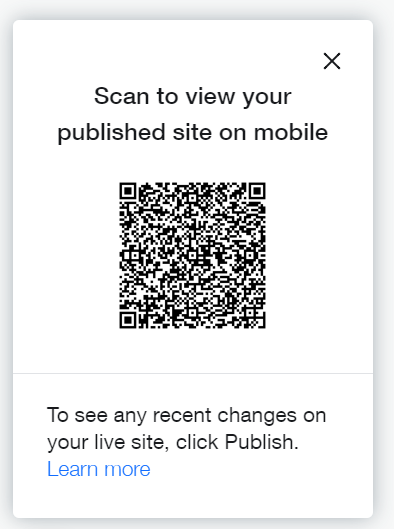 Scan to view your
published site on mobile
To see any recent changes on
your live site, click Publish.
Learn more